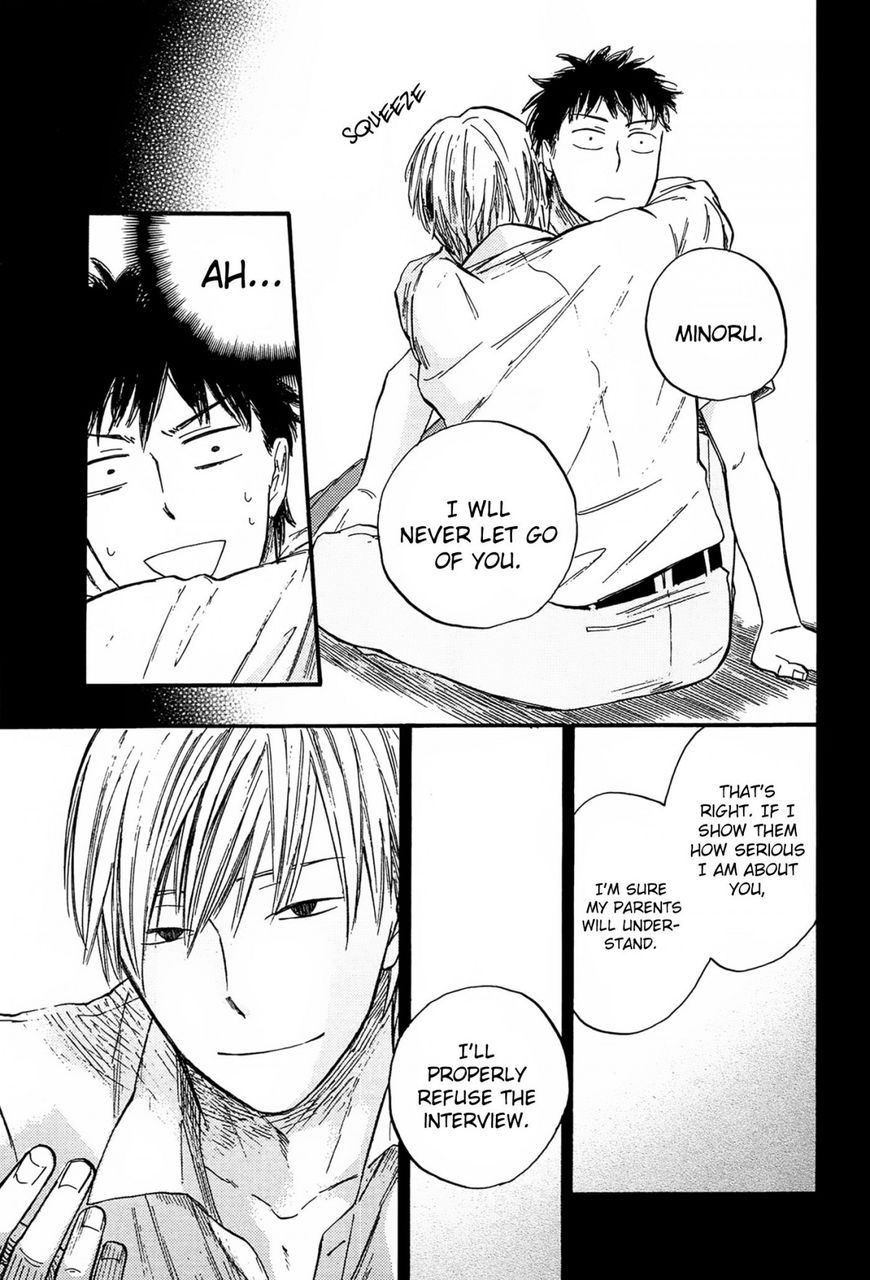 SQUEEZE
MINORU.
I WLL
NEVER LET GO
OF YOU.
AH...
THAT'S
RIGHT. IF I
SHOW THEM
HOW SERIOUS
I AM ABOUT
YOU,
I'M SURE
MY PARENTS
WILL UNDER-
STAND.
I'LL
PROPERLY
REFUSE THE
INTERVIEW.